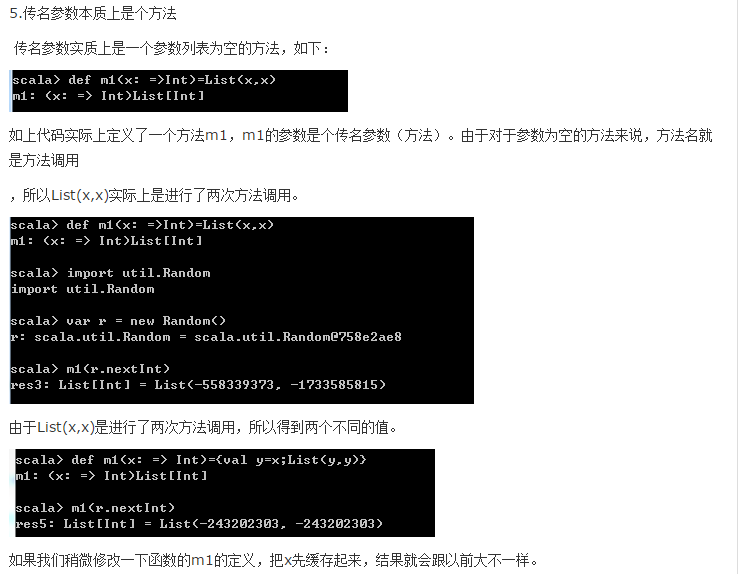 5.传名参数本质上是个方法
传名参数实质上是一个参数列表为空的方法，如下：
scala> def m1(x: =>Int)=List(x,x)
m1: (x: => Int)List[Int]
如上代码实际上定义了一个方法m1，m1的参数是个传名参数（方法）。由于对于参数为空的方法来说，方法名就
是方法调用
，所以List(x,x)实际上是进行了两次方法调用。
scala> def m1(x: =>Int)=List(x,x)
m1: (x: => Int)List[Int]
scala> import util.Random
import util.Random
scala> var r = new Random()
r: scala.util.Random = scala.util.Random@758e2ae8
scala> m1(r.nextInt)
res3: List[Int] = List(-558339373, -1733585815)
由于List(x,x)是进行了两次方法调用，所以得到两个不同的值。
scala> def m1(x: => Int)={val y=x;List(y,y)}
m1: (x: => Int)List[Int]
scala> m1(r.nextInt)
res5: List[Int] = List(-243202303, -243202303)
如果我们稍微修改一下函数的m1的定义，把x先缓存起来，结果就会跟以前大不一样。